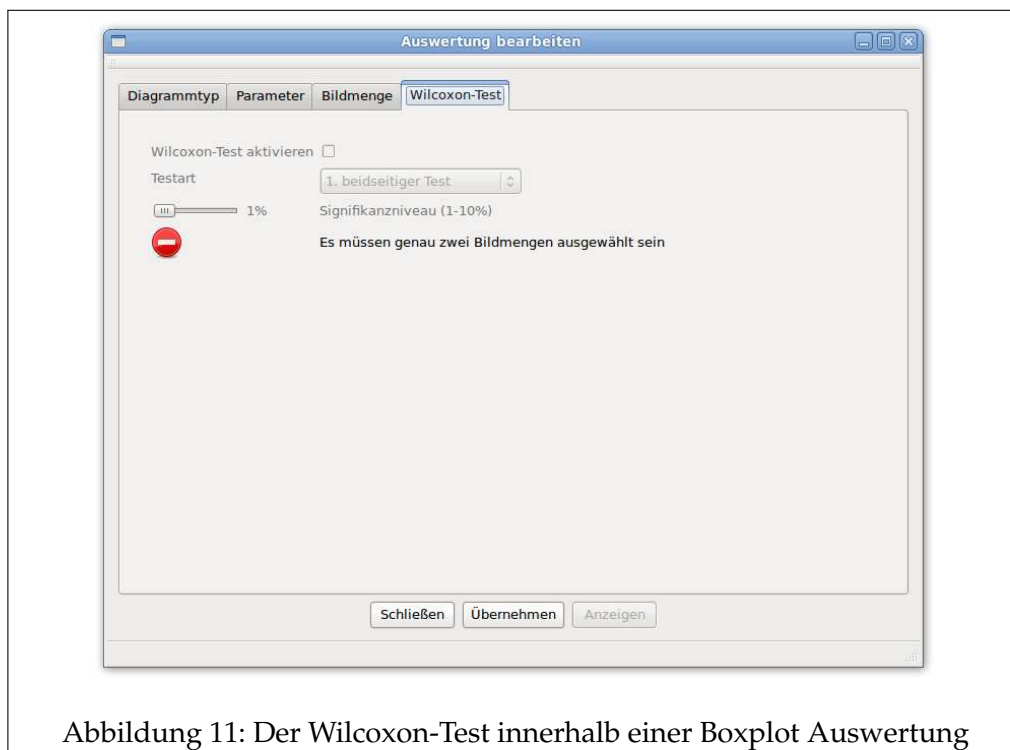 Auswertung bearbeiten
Diagrammtyp Parameter Bildmenge Wilcoxon-Test
Wilcoxon-Test aktivieren
Testart 1. beidseitiger Test
1% Signifikanzniveau (1-10%)
Es müssen genau zwei Bildmengen ausgewählt sein
Schließen Übernehmen Anzeigen
Abbildung 11: Der Wilcoxon-Test innerhalb einer Boxplot Auswertung